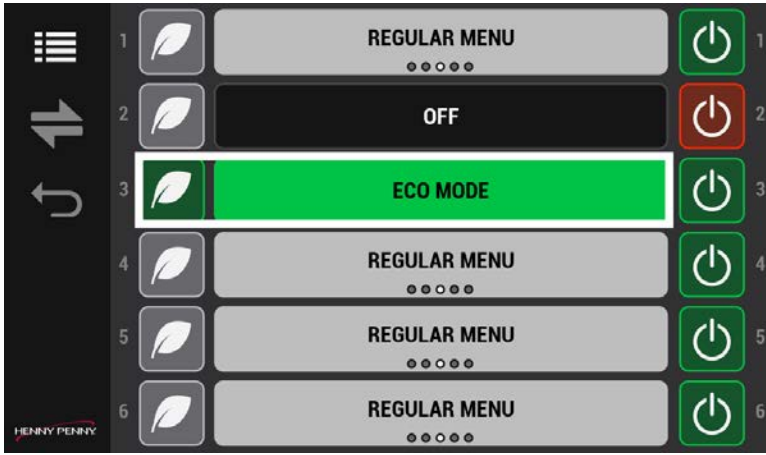 1 REGULAR MENU 1
2 OFF 2
3 ECO MODE 3
4 REGULAR MENU 4
5 REGULAR MENU 5
6 REGULAR MENU 6
HENNY PENNY